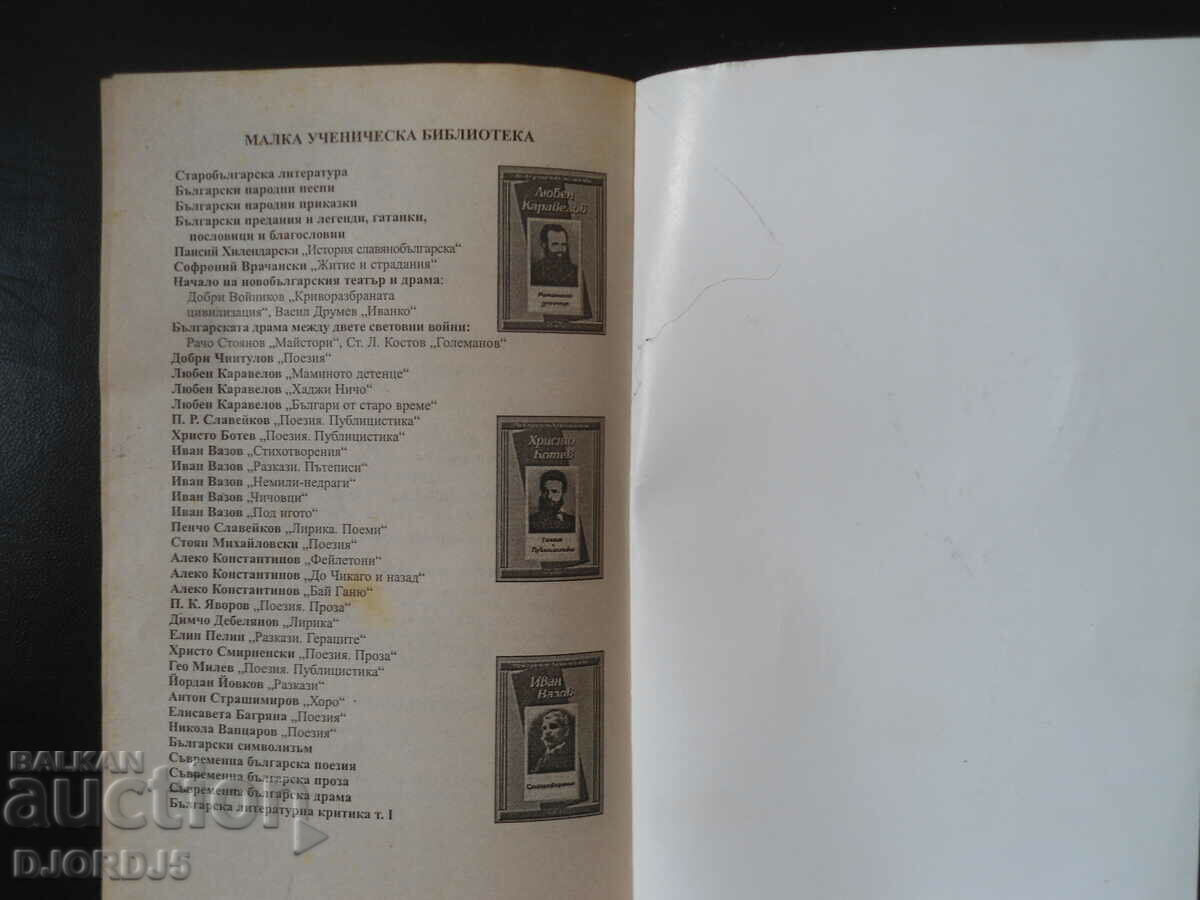 МАЛКА УЧЕНИЧЕСКА БИБЛИОТЕКА
Старобългарска литература
Български народни песни
Български народни приказки
Български предания и легенди, гатанки,
пословици и благословии
Паисий Хилендарски „История славянобългарска“
Софроний Врачански „Житие и страдания“
Начало на новобългарския театър и драма:
Добри Войников „Криворазбраната
цивилизация“, Васил Друмев „Иванко“
Българската драма между двете световни войни:
Рачо Стоянов „Майстори“, Ст. Л. Костов „Големанов“
Добри Чинтулов „Поезия“
Любен Каравелов „Маминото детенце“
Любен Каравелов „Хаджи Ничо“
Любен Каравелов „Българи от старо време“
П. Р. Славейков „Поезия. Публицистика“
Христо Ботев „Поезия. Публицистика“
Иван Вазов „Стихотворения“
Иван Вазов „Разкази. Пътеписи“
Иван Вазов „Немили-недраги“
Иван Вазов „Чичовци“
Иван Вазов „Под игото“
Пенчо Славейков „Лирика. Поеми“
Стоян Михайловски „Поезия“
Алеко Константинов „Фейлетони“
Алеко Константинов „До Чикаго и назад“
Алеко Константинов „Бай Ганю“
П. К. Яворов „Поезия. Проза“
Димчо Дебелянов „Лирика“
Елин Пелин „Разкази. Гераците“
Христо Смирненски „Поезия. Проза“
Гео Милев „Поезия. Публицистика“
Йордан Йовков „Разкази“
Антон Страшимиров „Хоро“
Елисавета Багряна „Поезия“
Никола Вапцаров „Поезия“
Български символизъм
Съвременна българска поезия
Съвременна българска проза
Съвременна българска драма
Българска литературна критика т. I
Любен
Каравелов
Маминото
детенце
Христо
Ботев
Поезия
Публицистика
Иван
Вазов
Стихотворения
BALKAN
auction
DJORDJ5